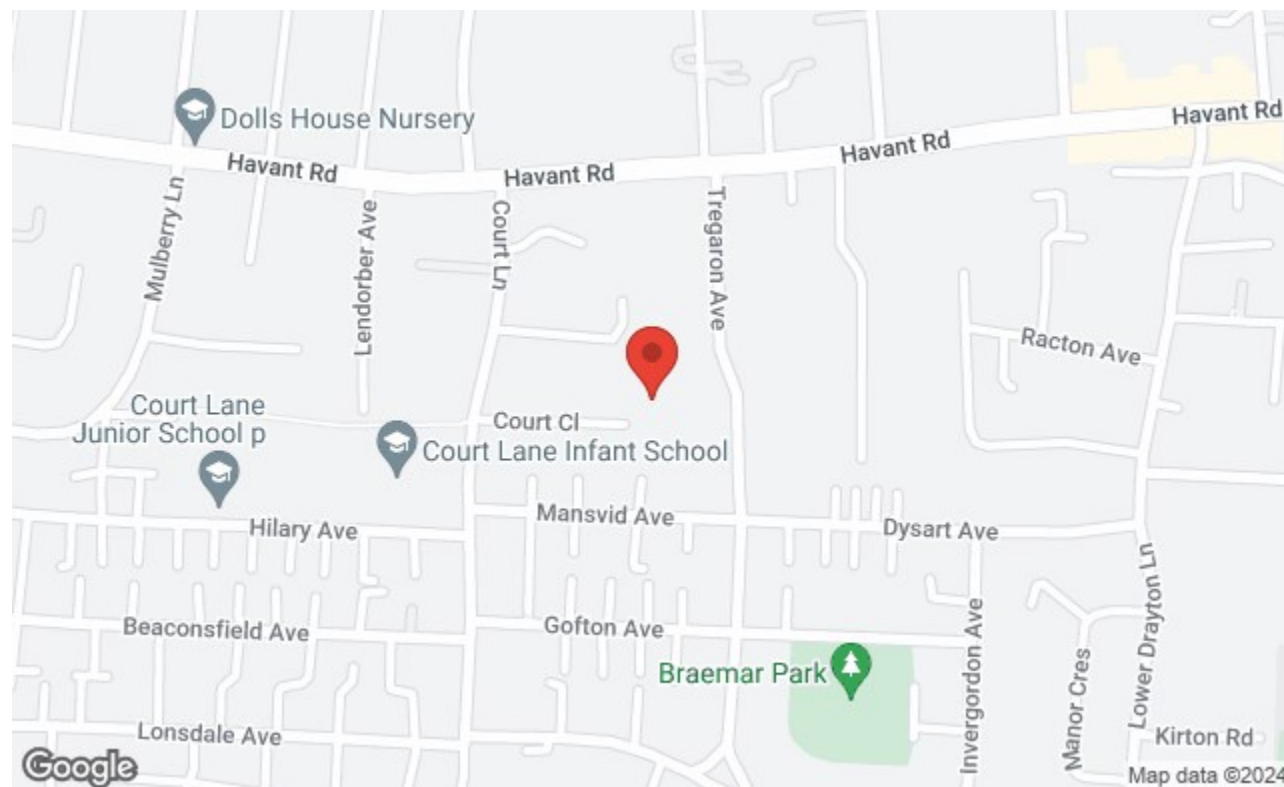 Dolls House Nursery
Havant Rd
Havant Rd
Havant Rd
Havant Rd
Mulberry Ln
Lendorber Ave
Court Ln
Tregaron Ave
Racton Ave
Court Lane
Junior School p
Court Cl
Court Lane Infant School
Hilary Ave
Mansvid Ave
Dysart Ave
Beaconsfield Ave
Gofton Ave
Braemar Park
Invergordon Ave
Manor Cres
Lower Drayton Ln
Lonsdale Ave
Kirton Rd
Google
Map data ©2024